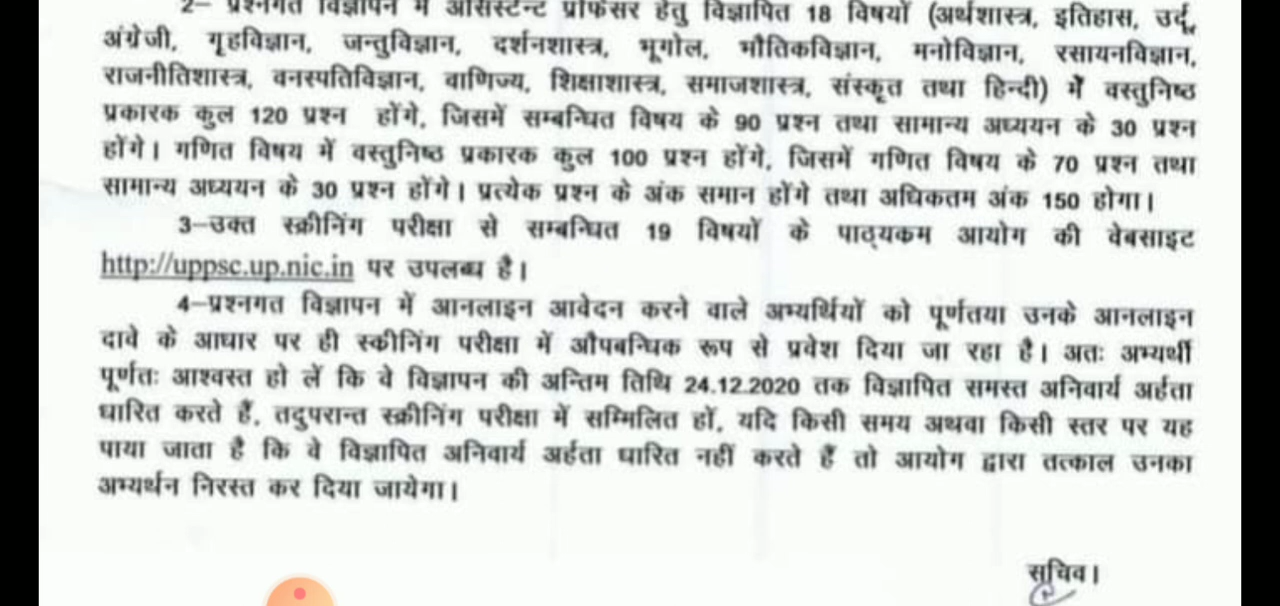 2– प्रश्नगत विज्ञापन में असिस्टेन्ट प्रोफेसर हेतु विज्ञापित 18 विषयों (अर्थशास्त्र, इतिहास, उर्दू,
अंग्रेजी, गृहविज्ञान, जन्तुविज्ञान, दर्शनशास्त्र, भूगोल, भौतिकविज्ञान, मनोविज्ञान, रसायनविज्ञान,
राजनीतिशास्त्र, वनस्पतिविज्ञान, वाणिज्य, शिक्षाशास्त्र, समाजशास्त्र, संस्कृत तथा हिन्दी) में वस्तुनिष्ठ
प्रकारक कुल 120 प्रश्न होंगे, जिसमें सम्बन्धित विषय के 90 प्रश्न तथा सामान्य अध्ययन के 30 प्रश्न
होंगे। गणित विषय में वस्तुनिष्ठ प्रकारक कुल 100 प्रश्न होंगे, जिसमें गणित विषय के 70 प्रश्न तथा
सामान्य अध्ययन के 30 प्रश्न होंगे। प्रत्येक प्रश्न के अंक समान होंगे तथा अधिकतम अंक 150 होगा।
3–उक्त स्क्रीनिंग परीक्षा से सम्बन्धित 19 विषयों के पाठ्यकम आयोग की वेबसाइट
http://uppsc.up.nic.in पर उपलब्ध है।
4–प्रश्नगत विज्ञापन में आनलाइन आवेदन करने वाले अभ्यर्थियों को पूर्णतया उनके आनलाइन
दावे के आधार पर ही स्कीनिंग परीक्षा में औपबन्धिक रूप से प्रवेश दिया जा रहा है। अतः अभ्यर्थी
पूर्णतः आश्वस्त हो लें कि वे विज्ञापन की अन्तिम तिथि 24.12.2020 तक विज्ञापित समस्त अनिवार्य अर्हता
धारित करते हैं, तदुपरान्त स्क्रीनिंग परीक्षा में सम्मिलित हों, यदि किसी समय अथवा किसी स्तर पर यह
पाया जाता है कि वे विज्ञापित अनिवार्य अर्हता धारित नहीं करते हैं तो आयोग द्वारा तत्काल उनका
अभ्यर्थन निरस्त कर दिया जायेगा।
सचिव।